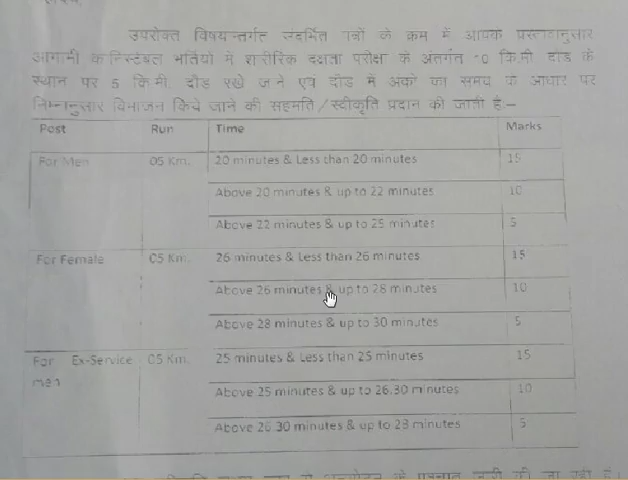 उपरोक्त विषयान्तर्गत संदर्भित पत्रों के क्रम में आपके प्रस्तावानुसार
आगामी कानिस्टेबल भर्तियों में शारीरिक दक्षता परीक्षा के अंतर्गत 10 कि.मी. दौड के
स्थान पर 5 कि.मी. दौड रखे जाने एवं दौड में अंको का समय के आधार पर
निम्नानुसार विभाजन किये जाने की सहमति/स्वीकृति प्रदान की जाती है:–
Post Run Time Marks
For Men 05 Km. 20 minutes & Less than 20 minutes 15
Above 20 minutes & up to 22 minutes 10
Above 22 minutes & up to 25 minutes 5
For Female 05 Km. 26 minutes & Less than 26 minutes 15
Above 26 minutes & up to 28 minutes 10
Above 28 minutes & up to 30 minutes 5
For Ex-Service 05 Km. 25 minutes & Less than 25 minutes 15
men
Above 25 minutes & up to 26.30 minutes 10
Above 26.30 minutes & up to 28 minutes 5